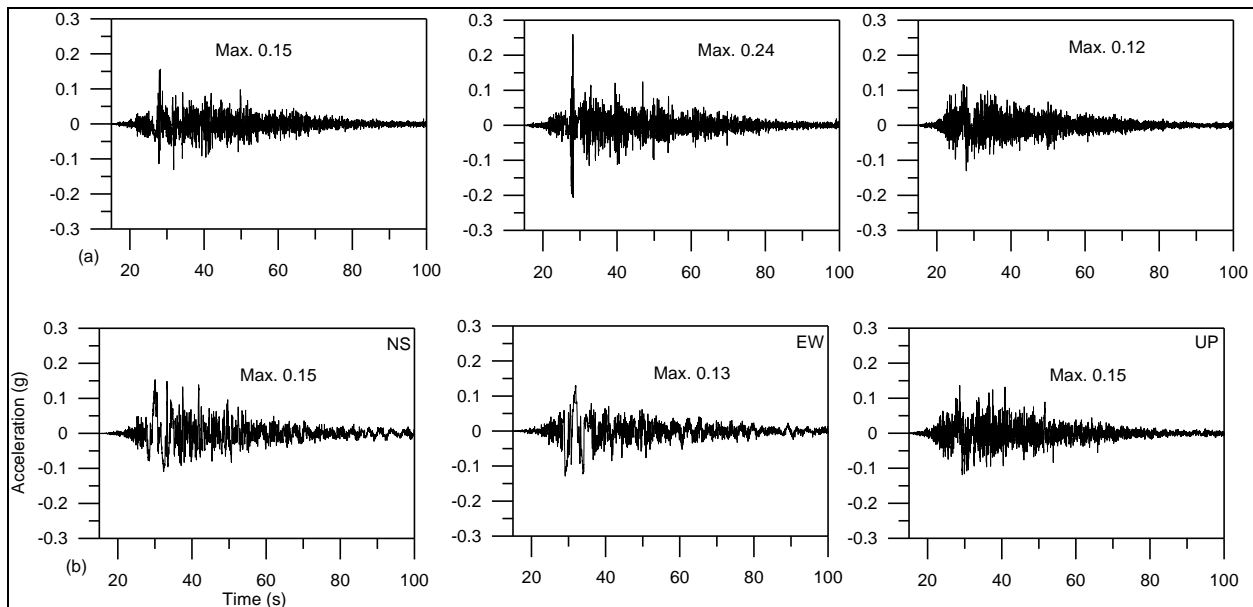 0.3 0.3 0.3
Max. 0.15 Max. 0.24 Max. 0.12
0.2 0.2 0.2
0.1 0.1 0.1
0 0 0
-0.1 -0.1 -0.1
-0.2 -0.2 -0.2
-0.3 -0.3 -0.3
(a)
20 40 60 80 100 20 40 60 80 100 20 40 60 80 100
0.3 0.3 0.3
NS EW UP
0.2 0.2 0.2
Max. 0.15 Max. 0.13 Max. 0.15
0.1 0.1 0.1
0 0 0
-0.1 -0.1 -0.1
-0.2 -0.2 -0.2
-0.3 -0.3 -0.3
Acceleration (g)
(b)
20 40 60 80 100 20 40 60 80 100 20 40 60 80 100
Time (s)